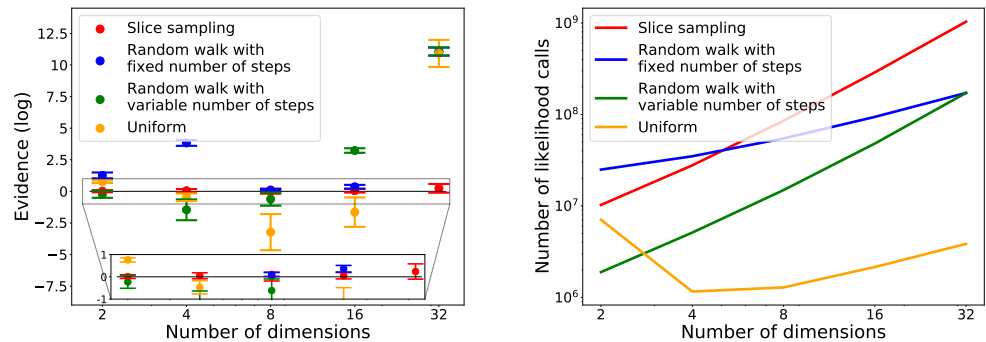 Slice sampling
Random walk with
fixed number of steps
Random walk with
variable number of steps
Uniform
12.5
10.0
7.5
5.0
2.5
0.0
−2.5
−5.0
−7.5
1
0
-1
2
4
8
16
32
Evidence (log)
Number of dimensions
Slice sampling
Random walk with
fixed number of steps
Random walk with
variable number of steps
Uniform
10⁹
10⁸
10⁷
10⁶
2
4
8
16
32
Number of likelihood calls
Number of dimensions